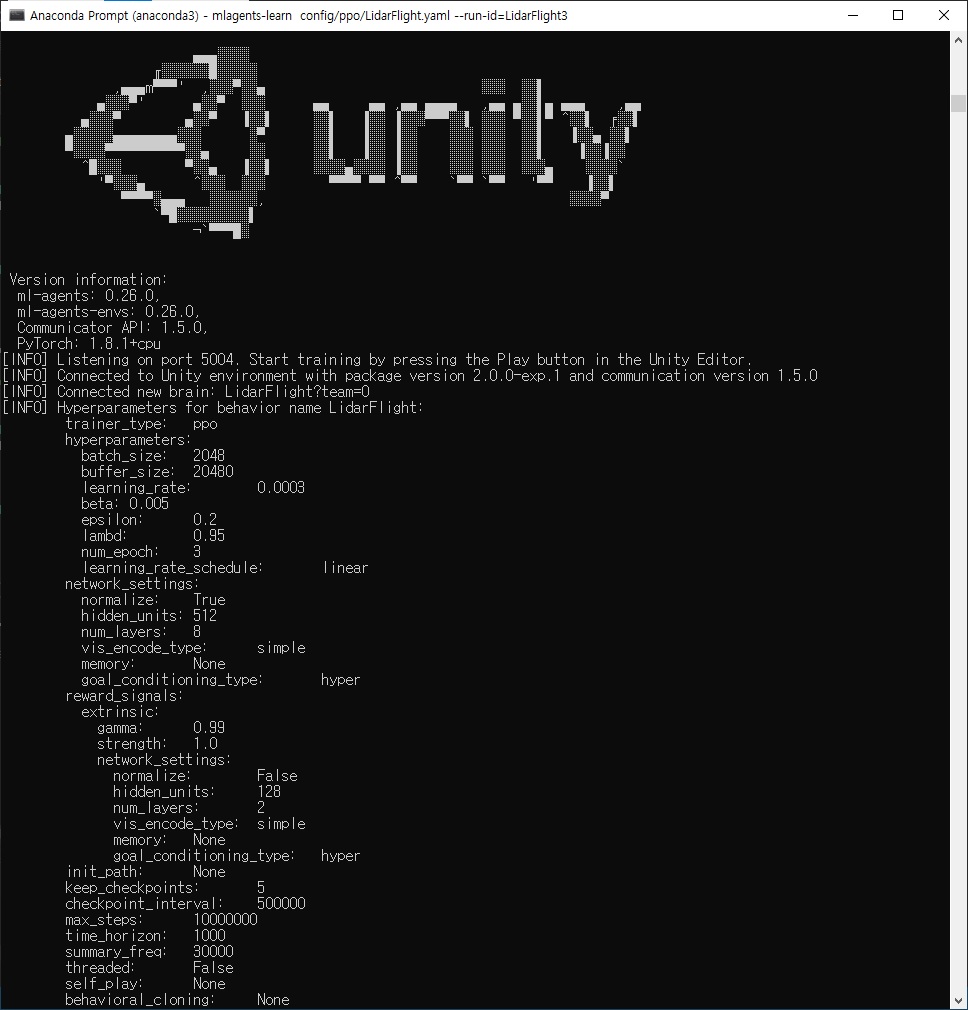 Anaconda Prompt (anaconda3) - mlagents-learn  config/ppo/LidarFlight.yaml --run-id=LidarFlight3
unity
Version information:
ml-agents: 0.26.0,
ml-agents-envs: 0.26.0,
Communicator API: 1.5.0,
PyTorch: 1.8.1+cpu
[INFO] Listening on port 5004. Start training by pressing the Play button in the Unity Editor.
[INFO] Connected to Unity environment with package version 2.0.0-exp.1 and communication version 1.5.0
[INFO] Connected new brain: LidarFlight?team=0
[INFO] Hyperparameters for behavior name LidarFlight:
trainer_type: ppo
hyperparameters:
batch_size: 2048
buffer_size: 20480
learning_rate: 0.0003
beta: 0.005
epsilon: 0.2
lambd: 0.95
num_epoch: 3
learning_rate_schedule: linear
network_settings:
normalize: True
hidden_units: 512
num_layers: 8
vis_encode_type: simple
memory: None
goal_conditioning_type: hyper
reward_signals:
extrinsic:
gamma: 0.99
strength: 1.0
network_settings:
normalize: False
hidden_units: 128
num_layers: 2
vis_encode_type: simple
memory: None
goal_conditioning_type: hyper
init_path: None
keep_checkpoints: 5
checkpoint_interval: 500000
max_steps: 10000000
time_horizon: 1000
summary_freq: 30000
threaded: False
self_play: None
behavioral_cloning: None